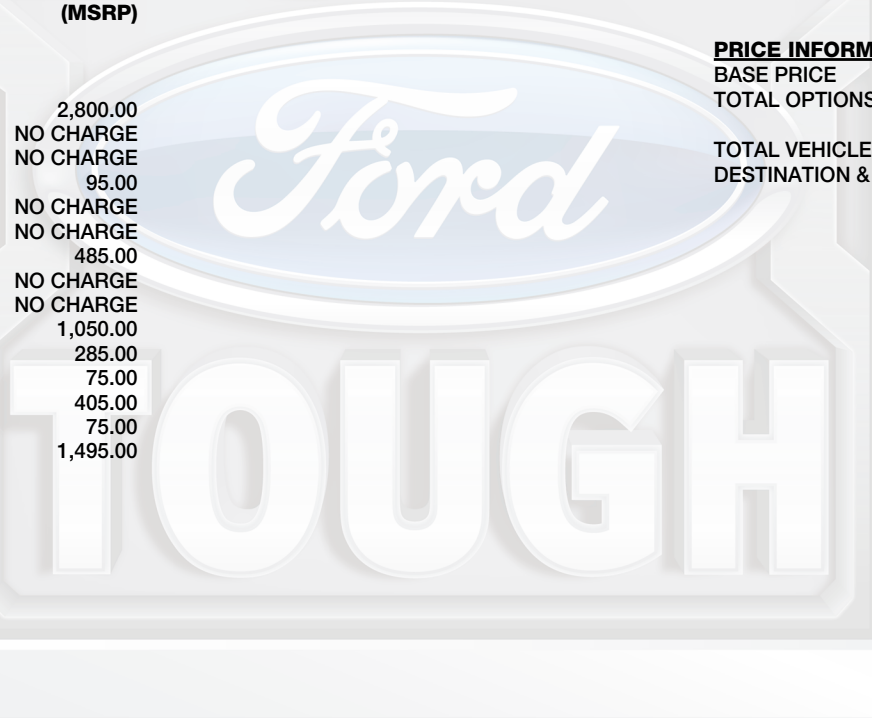 (MSRP)
2,800.00
NO CHARGE
NO CHARGE
95.00
NO CHARGE
NO CHARGE
485.00
NO CHARGE
NO CHARGE
1,050.00
285.00
75.00
405.00
75.00
1,495.00
PRICE INFORM
BASE PRICE
TOTAL OPTIONS
TOTAL VEHICLE
DESTINATION &
Ford
TOUGH